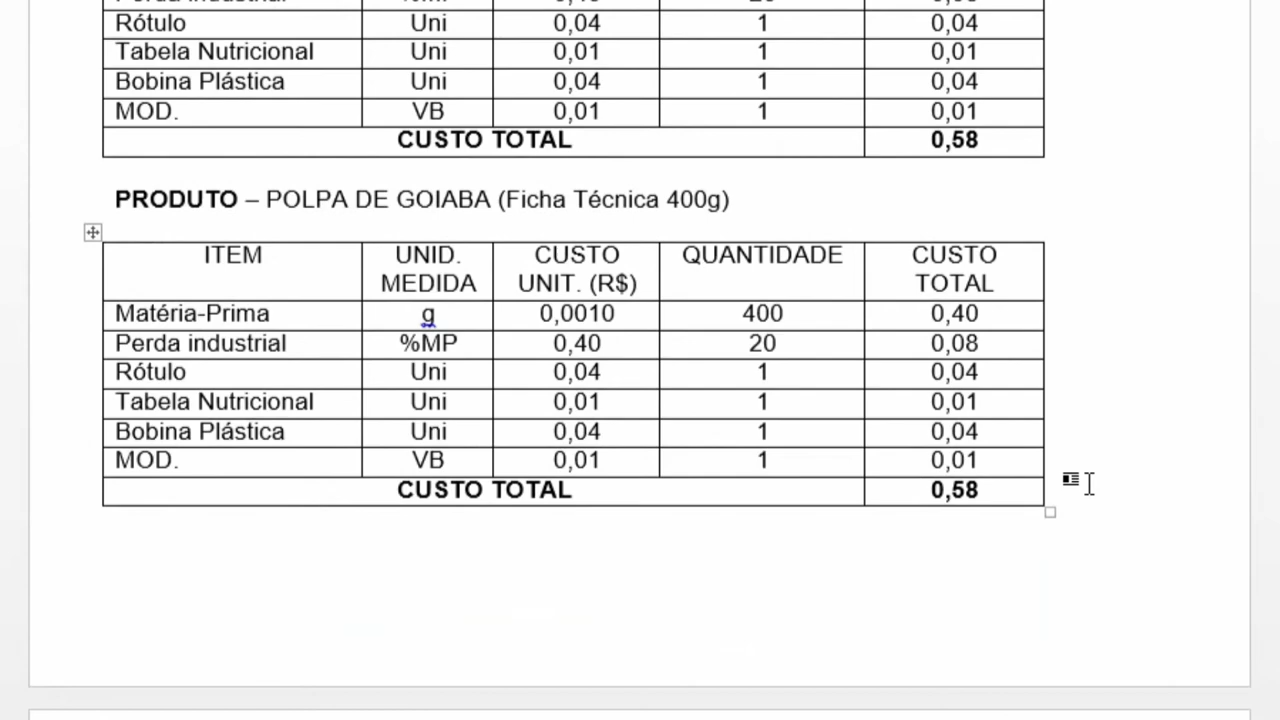 Rótulo Uni 0,04 1 0,04
Tabela Nutricional Uni 0,01 1 0,01
Bobina Plástica Uni 0,04 1 0,04
MOD. VB 0,01 1 0,01
CUSTO TOTAL 0,58
PRODUTO – POLPA DE GOIABA (Ficha Técnica 400g)
ITEM UNID. MEDIDA CUSTO UNIT. (R$) QUANTIDADE CUSTO TOTAL
Matéria-Prima g 0,0010 400 0,40
Perda industrial %MP 0,40 20 0,08
Rótulo Uni 0,04 1 0,04
Tabela Nutricional Uni 0,01 1 0,01
Bobina Plástica Uni 0,04 1 0,04
MOD. VB 0,01 1 0,01
CUSTO TOTAL 0,58